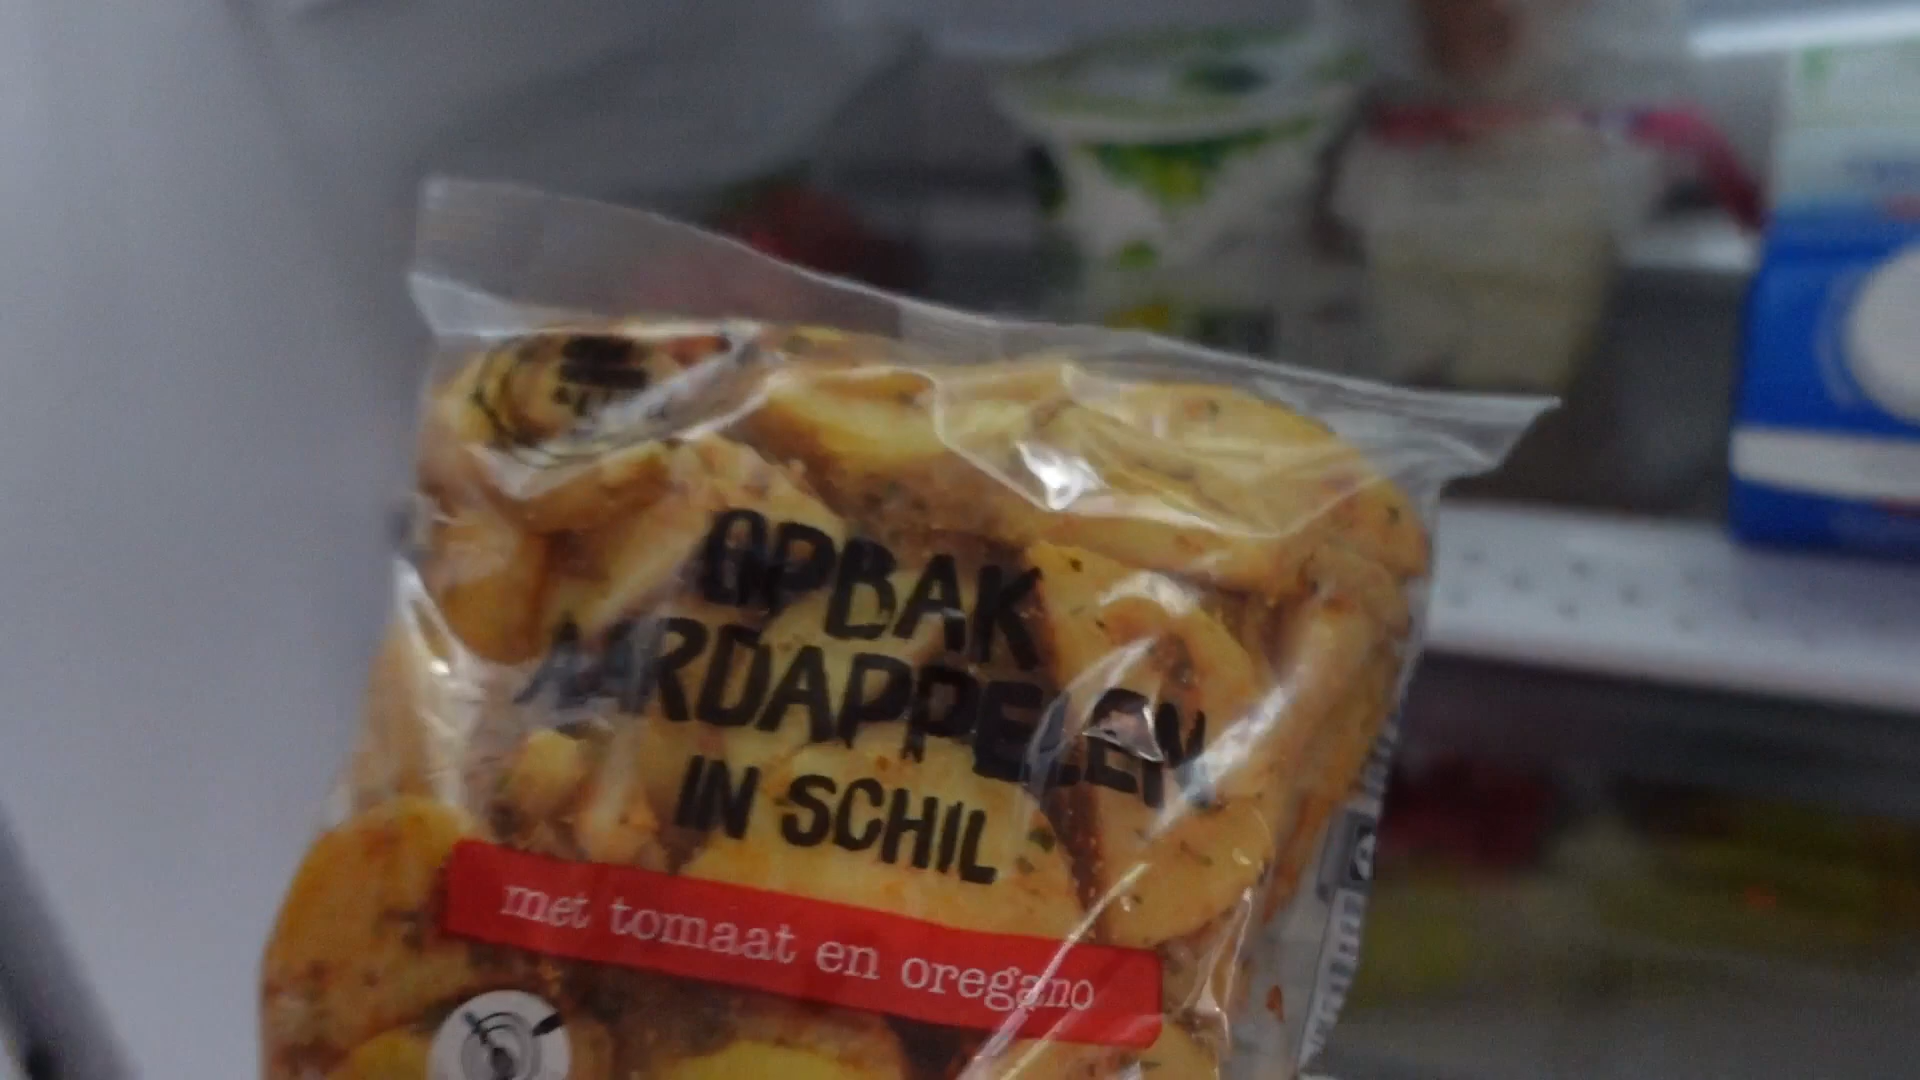 OPBAK
AARDAPPELEN
IN SCHIL
met tomaat en oregano